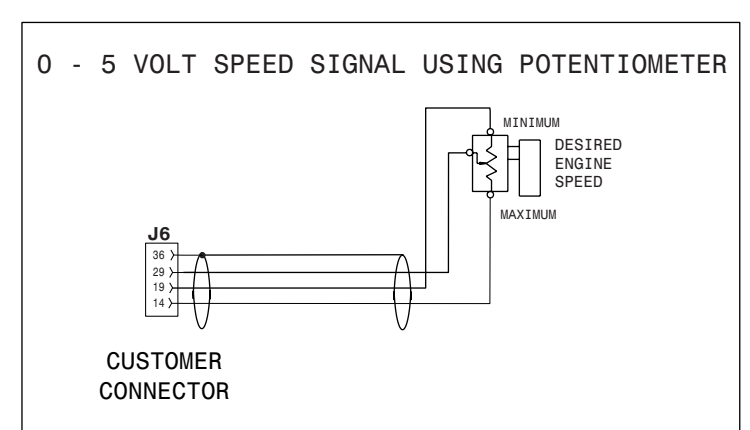 0 - 5 VOLT SPEED SIGNAL USING POTENTIOMETER
MINIMUM
DESIRED
ENGINE
SPEED
MAXIMUM
J6
36
29
19
14
CUSTOMER
CONNECTOR